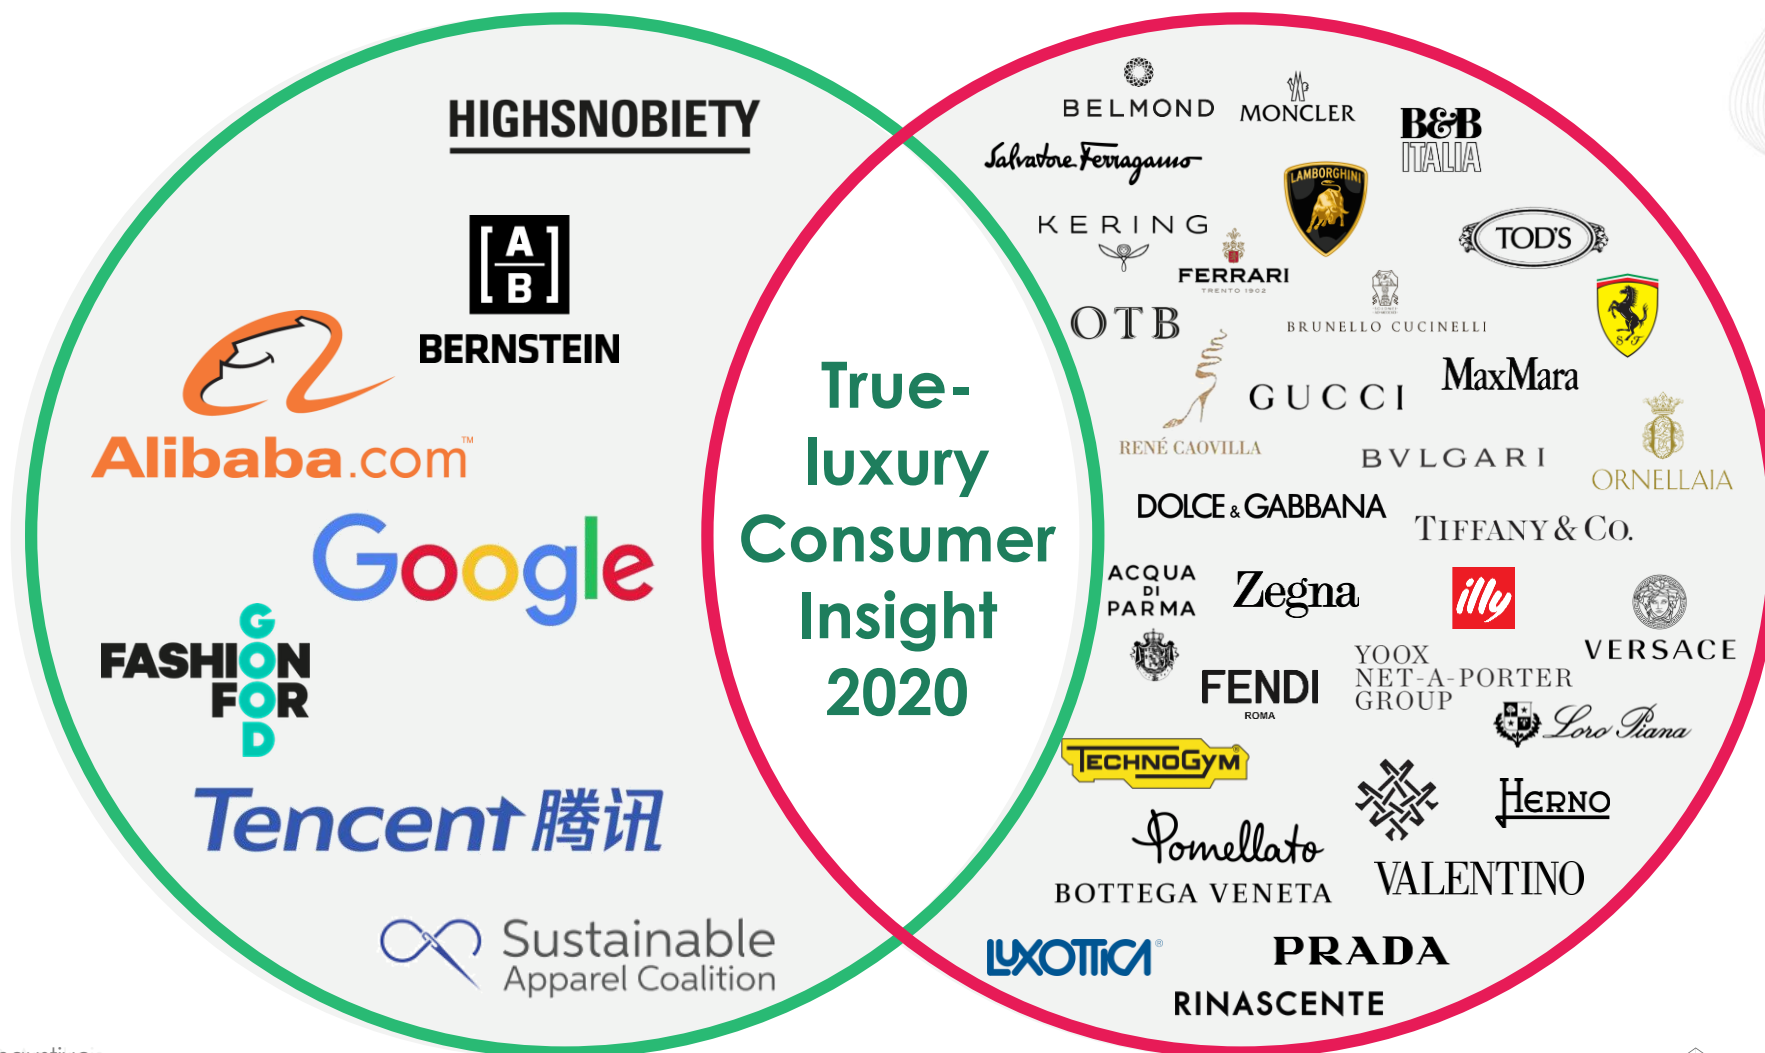 HIGHSNOBIETY
[A
B]
BERNSTEIN
Alibaba.com™
Google
GOOD
FASHION
FOR
Tencent 腾讯
Sustainable
Apparel Coalition
True-
luxury
Consumer
Insight
2020
BELMOND
MONCLER
B&B
ITALIA
Salvatore Ferragamo
LAMBORGHINI
KERING
TOD'S
FERRARI
TRENTO 1902
OTB
BRUNELLO CUCINELLI
S F
MaxMara
GUCCI
RENÉ CAOVILLA
BVLGARI
ORNELLAIA
DOLCE & GABBANA
TIFFANY & CO.
ACQUA
DI
PARMA
Zegna
illy
VERSACE
FENDI
ROMA
YOOX
NET-A-PORTER
GROUP
Loro Piana
TECHNOGYM®
HERNO
Pomellato
VALENTINO
BOTTEGA VENETA
LUXOTTICA®
PRADA
RINASCENTE